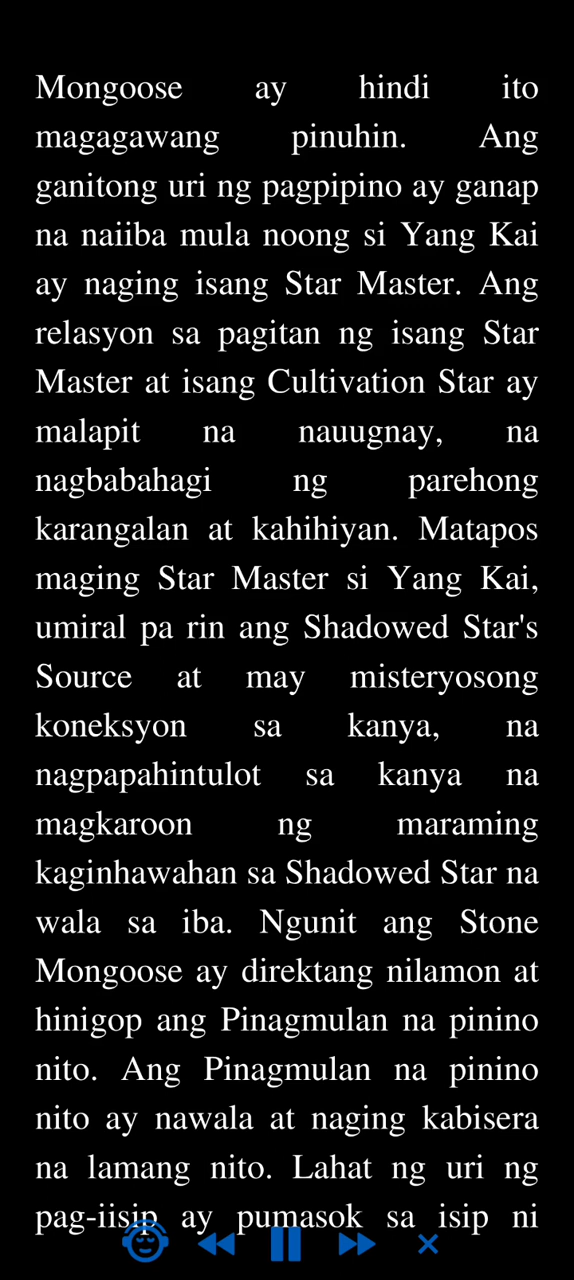 Mongoose ay hindi ito
magagawang pinuhin. Ang
ganitong uri ng pagpipino ay ganap
na naiiba mula noong si Yang Kai
ay naging isang Star Master. Ang
relasyon sa pagitan ng isang Star
Master at isang Cultivation Star ay
malapit na nauugnay, na
nagbabahagi ng parehong
karangalan at kahihiyan. Matapos
maging Star Master si Yang Kai,
umiral pa rin ang Shadowed Star's
Source at may misteryosong
koneksyon sa kanya, na
nagpapahintulot sa kanya na
magkaroon ng maraming
kaginhawahan sa Shadowed Star na
wala sa iba. Ngunit ang Stone
Mongoose ay direktang nilamon at
hinigop ang Pinagmulan na pinino
nito. Ang Pinagmulan na pinino
nito ay nawala at naging kabisera
na lamang nito. Lahat ng uri ng
pag-iisip ay pumasok sa isip ni